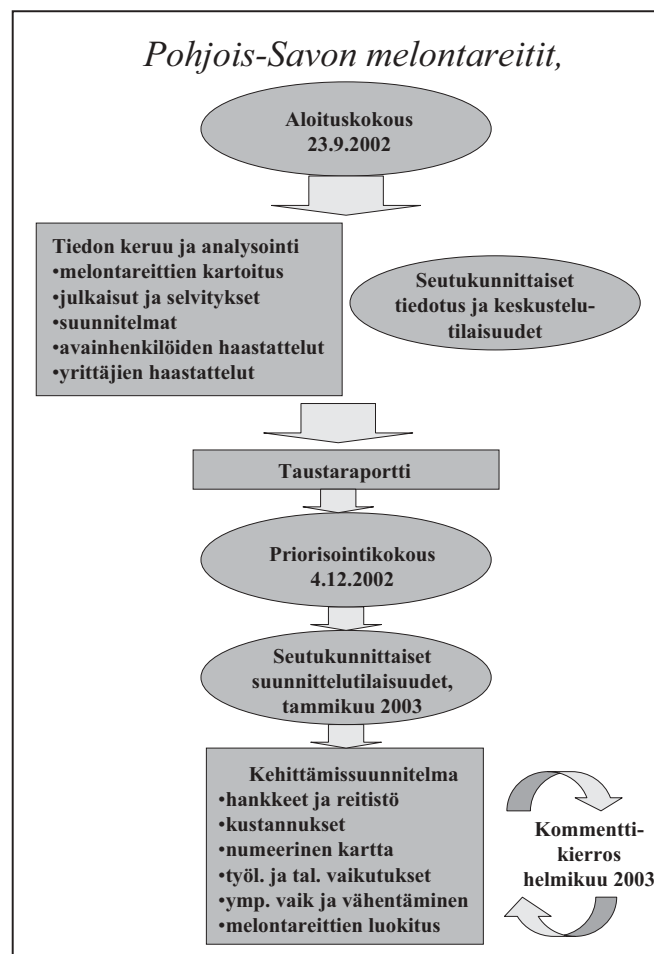 Pohjois-Savon melontareitit,
Aloituskokous
23.9.2002
Tiedon keruu ja analysointi
•melontareittien kartoitus
•julkaisut ja selvitykset
•suunnitelmat
•avainhenkilöiden haastattelut
•yrittäjien haastattelut
Seutukunnittaiset
tiedotus ja keskustelu-
tilaisuudet
Taustaraportti
Priorisointikokous
4.12.2002
Seutukunnittaiset
suunnittelutilaisuudet,
tammikuu 2003
Kehittämissuunnitelma
•hankkeet ja reitistö
•kustannukset
•numeerinen kartta
•työl. ja tal. vaikutukset
•ymp. vaik ja vähentäminen
•melontareittien luokitus
Kommentti-
kierros
helmikuu 2003